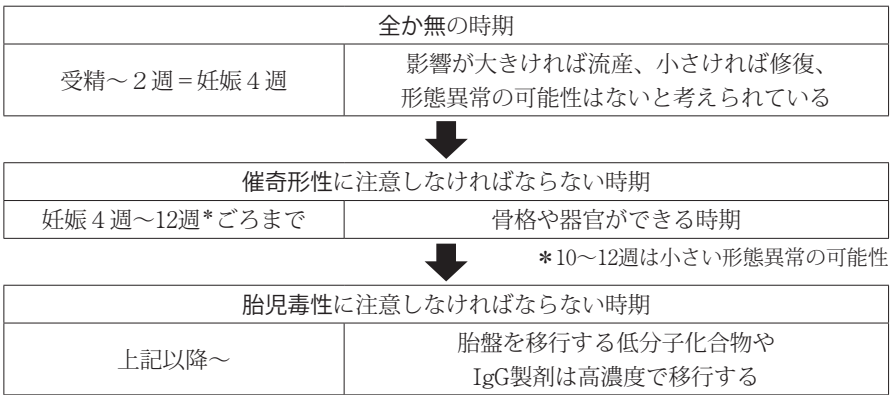 全か無の時期
受精～２週＝妊娠４週
影響が大きければ流産、小さければ修復、
形態異常の可能性はないと考えられている
催奇形性に注意しなければならない時期
妊娠４週～12週*ごろまで
骨格や器官ができる時期
*10～12週は小さい形態異常の可能性
胎児毒性に注意しなければならない時期
上記以降～
胎盤を移行する低分子化合物や
IgG製剤は高濃度で移行する